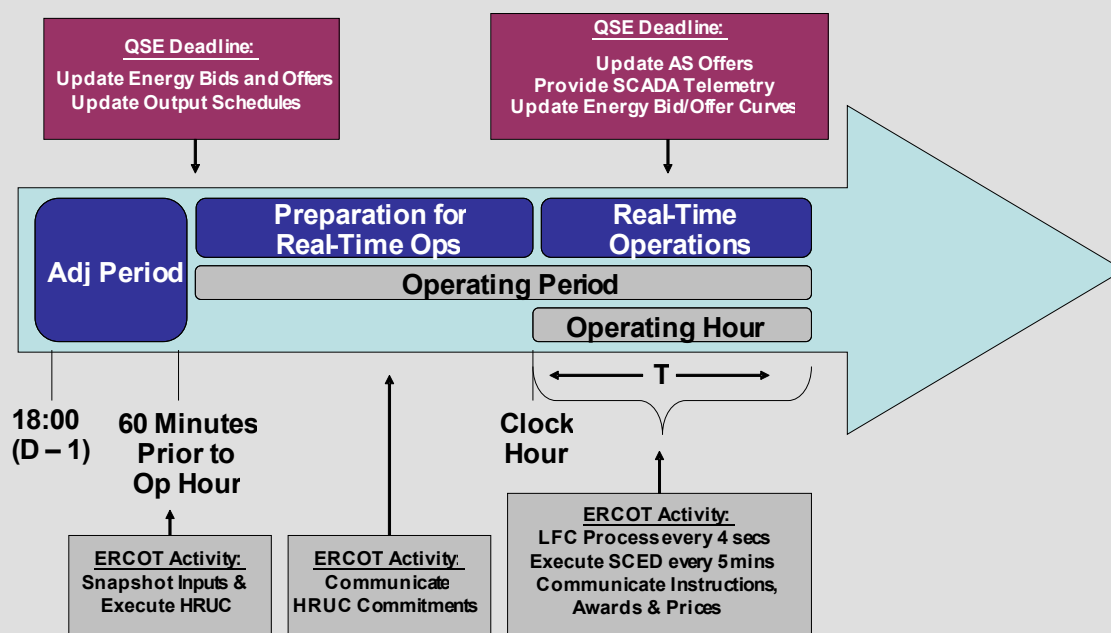 QSE Deadline:
Update Energy Bids and Offers
Update Output Schedules
QSE Deadline:
Update AS Offers
Provide SCADA Telemetry
Update Energy Bid/Offer Curves
Adj Period
Preparation for
Real-Time Ops
Real-Time
Operations
Operating Period
Operating Hour
T
18:00
(D – 1)
60 Minutes
Prior to
Op Hour
Clock
Hour
ERCOT Activity:
Snapshot Inputs &
Execute HRUC
ERCOT Activity:
Communicate
HRUC Commitments
ERCOT Activity:
LFC Process every 4 secs
Execute SCED every 5 mins
Communicate Instructions,
Awards & Prices